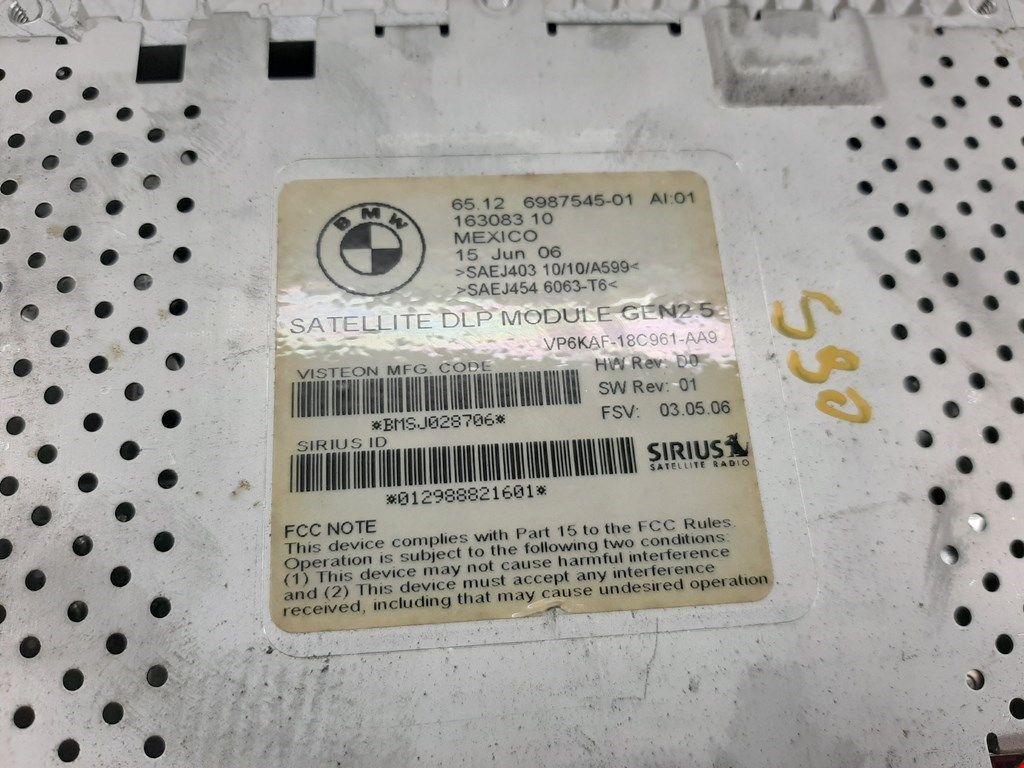 BMW
65.12 6987545-01 AI:01
163083 10
MEXICO
15 Jun 06
>SAEJ403 10/10/A599<
>SAEJ454 6063-T6<
SATELLITE DLP MODULE GEN2.5
VP6KAF-18C961-AA9
VISTEON MFG. CODE
HW Rev: D0
SW Rev: 01
*BMSJ028706*
FSV: 03.05.06
SIRIUS ID
SIRIUS
SATELLITE RADIO
*012988821601*
FCC NOTE
This device complies with Part 15 to the FCC Rules.
Operation is subject to the following two conditions:
(1) This device may not cause harmful interference
and (2) This device must accept any interference
received, including that may cause undesired operation